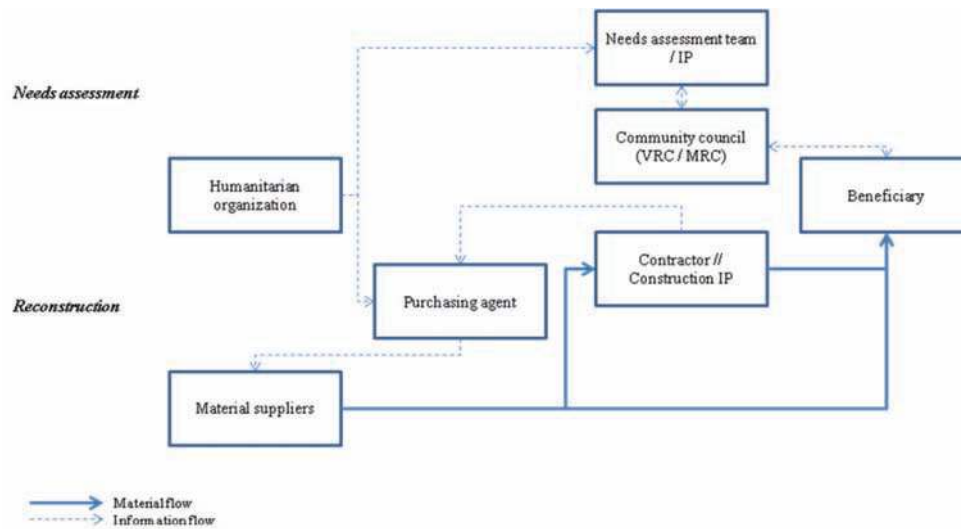 Needs assessment team
/ IP
Needs assessment
Community council
(VRC / MRC)
Humanitarian
organization
Beneficiary
Contractor //
Construction IP
Reconstruction
Purchasing agent
Material suppliers
Material flow
Information flow